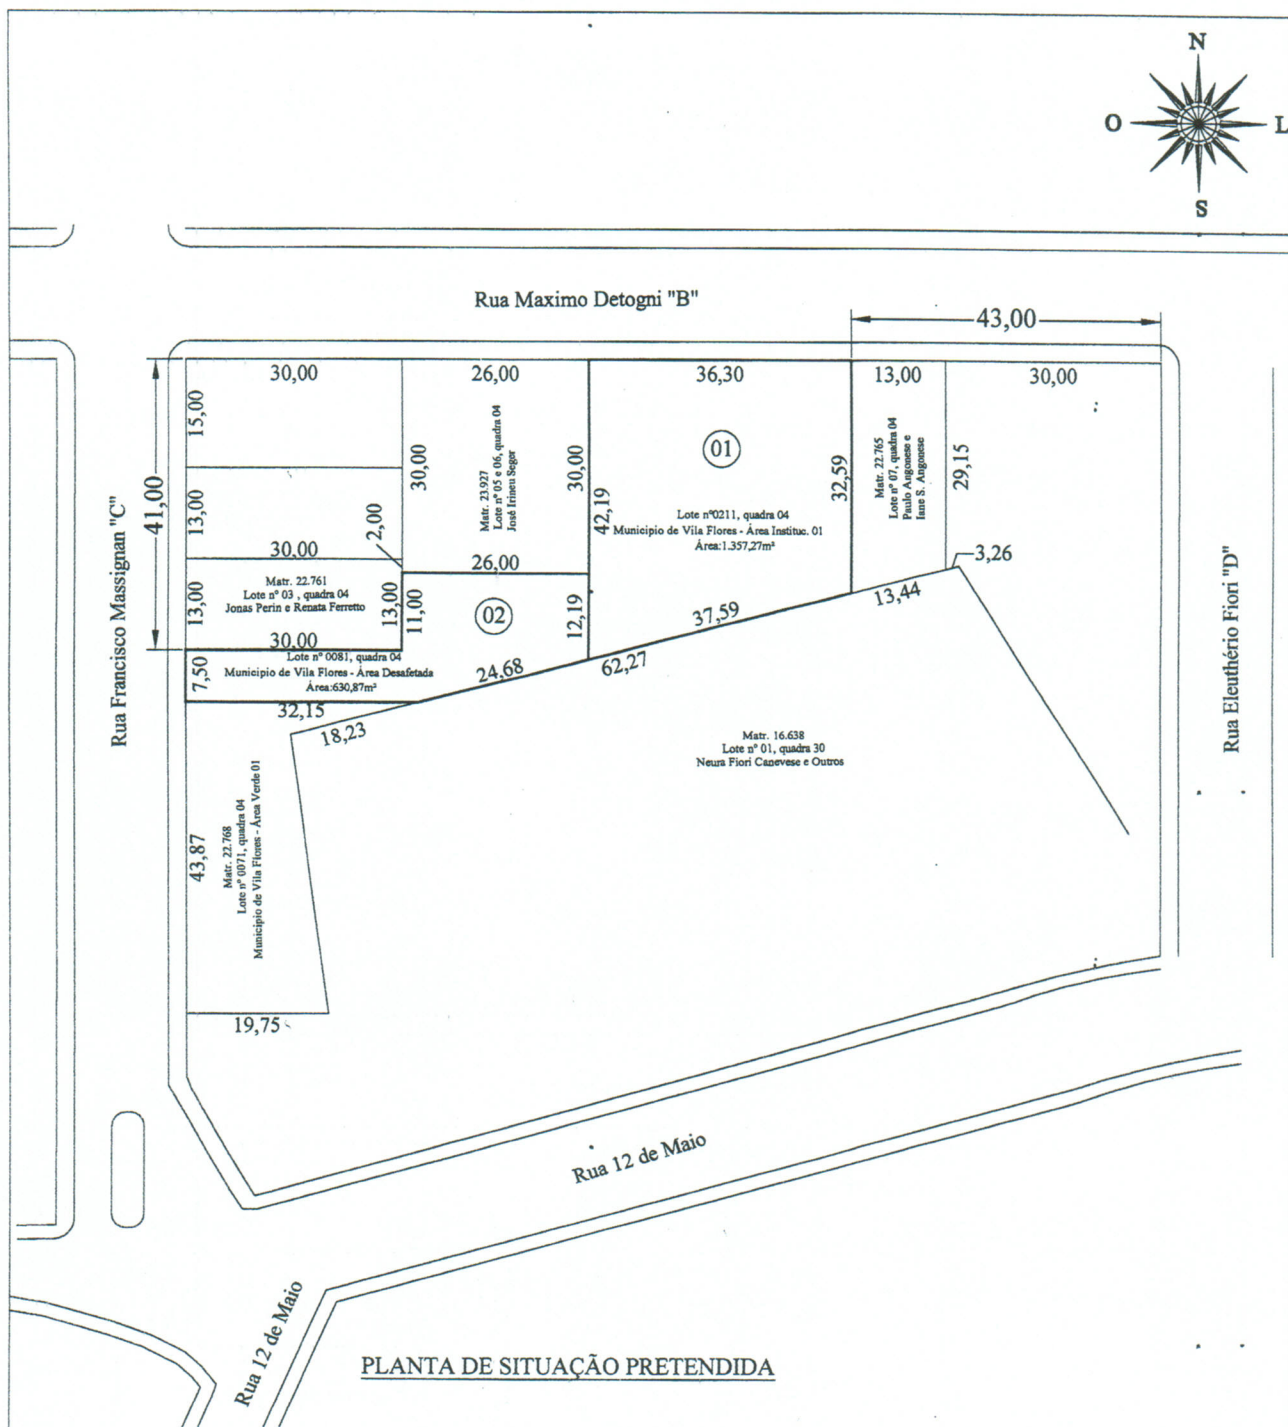 N
O
L
S
Rua Maximo Detogni "B"
43,00
30,00
26,00
36,30
13,00
30,00
15,00
41,00
13,00
13,00
7,50
30,00
2,00
30,00
30,00
42,19
32,59
29,15
Matr. 23.927
Lote nº 05 e 06, quadra 04
José Irineu Seger
01
Lote nº0211, quadra 04
Municipio de Vila Flores - Área Instituc. 01
Área:1.357,27m²
Matr. 22.765
Lote nº 07, quadra 04
Paulo Angonese e
Iane S. Angonese
3,26
26,00
Matr. 22.761
Lote nº 03 , quadra 04
Jonas Perin e Renata Ferretto
13,00
11,00
02
12,19
30,00
13,44
37,59
62,27
24,68
Lote nº 0081, quadra 04
Municipio de Vila Flores - Área Desafetada
Área:630,87m²
32,15
18,23
Rua Francisco Massignan "C"
Rua Eleuthério Fiori "D"
Matr. 16.638
Lote nº 01, quadra 30
Neura Fiori Canevese e Outros
43,87
Matr. 22.768
Lote nº 0071, quadra 04
Municipio de Vila Flores - Área Verde 01
19,75
Rua 12 de Maio
Rua 12 de Maio
PLANTA DE SITUAÇÃO PRETENDIDA